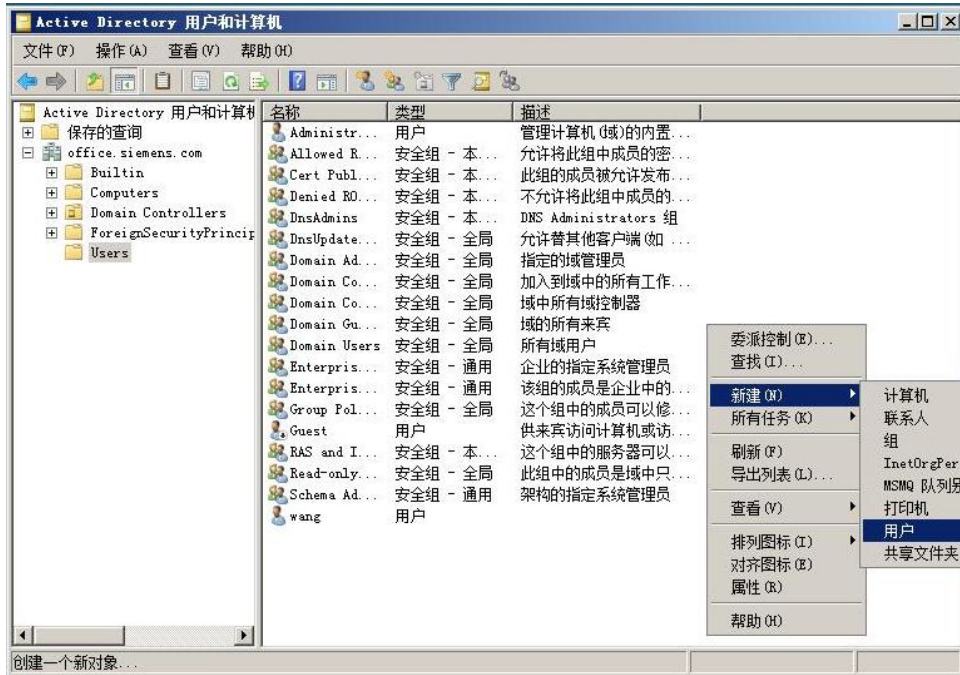 Active Directory 用户和计算机
文件(F) 操作(A) 查看(V) 帮助(H)
Active Directory 用户和计算机
保存的查询
office.siemens.com
Builtin
Computers
Domain Controllers
ForeignSecurityPrincip
Users
名称 类型 描述
Administr... 用户 管理计算机(域)的内置...
Allowed R... 安全组 - 本... 允许将此组中成员的密...
Cert Publ... 安全组 - 本... 此组的成员被允许发布...
Denied RO... 安全组 - 本... 不允许将此组中成员的...
DnsAdmins 安全组 - 本... DNS Administrators 组
DnsUpdate... 安全组 - 全局 允许替其他客户端(如 ...
Domain Ad... 安全组 - 全局 指定的域管理员
Domain Co... 安全组 - 全局 加入到域中的所有工作...
Domain Co... 安全组 - 全局 域中所有域控制器
Domain Gu... 安全组 - 全局 域的所有来宾
Domain Users 安全组 - 全局 所有域用户
Enterpris... 安全组 - 通用 企业的指定系统管理员
Enterpris... 安全组 - 通用 该组的成员是企业中的...
Group Pol... 安全组 - 全局 这个组中的成员可以修...
Guest 用户 供来宾访问计算机或访...
RAS and I... 安全组 - 本... 这个组中的服务器可以...
Read-only... 安全组 - 全局 此组中的成员是域中只...
Schema Ad... 安全组 - 通用 架构的指定系统管理员
wang 用户
委派控制(E)...
查找(I)...
新建(N)
所有任务(K)
刷新(F)
导出列表(L)...
查看(V)
排列图标(I)
对齐图标(E)
属性(R)
帮助(H)
计算机
联系人
组
InetOrgPer
MSMQ 队列别
打印机
用户
共享文件夹
创建一个新对象...